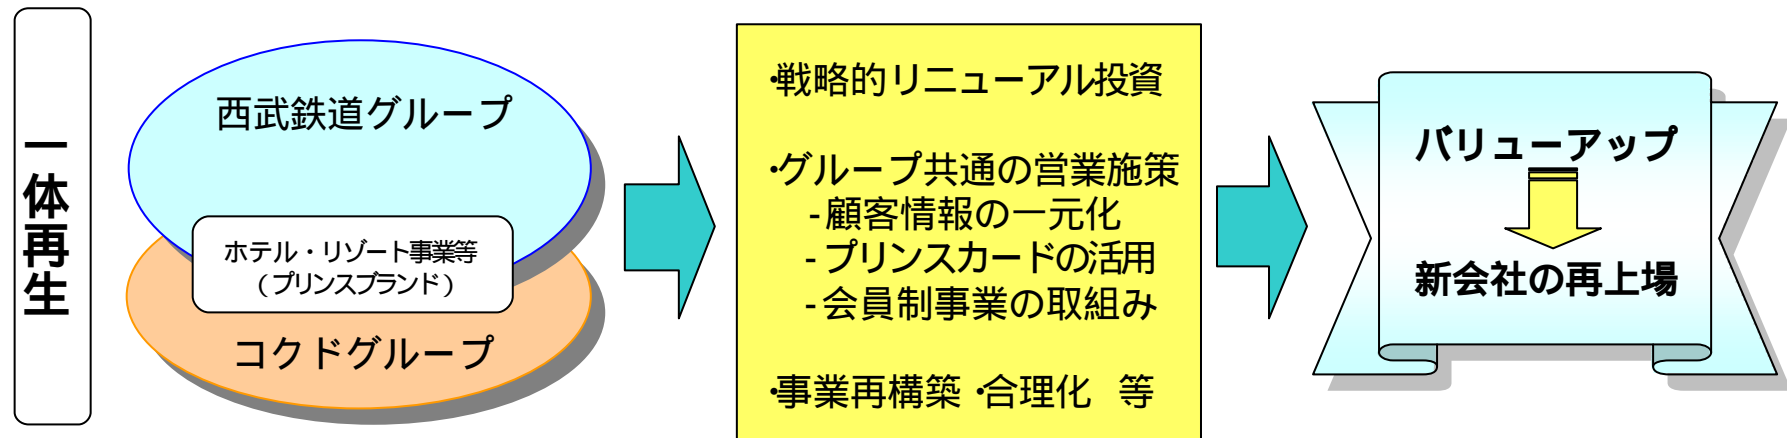 一体再生
西武鉄道グループ
ホテル・リゾート事業等
(プリンスブランド)
コクドグループ
・戦略的リニューアル投資
・グループ共通の営業施策
-顧客情報の一元化
-プリンスカードの活用
-会員制事業の取組み
・事業再構築・合理化 等
バリューアップ
新会社の再上場